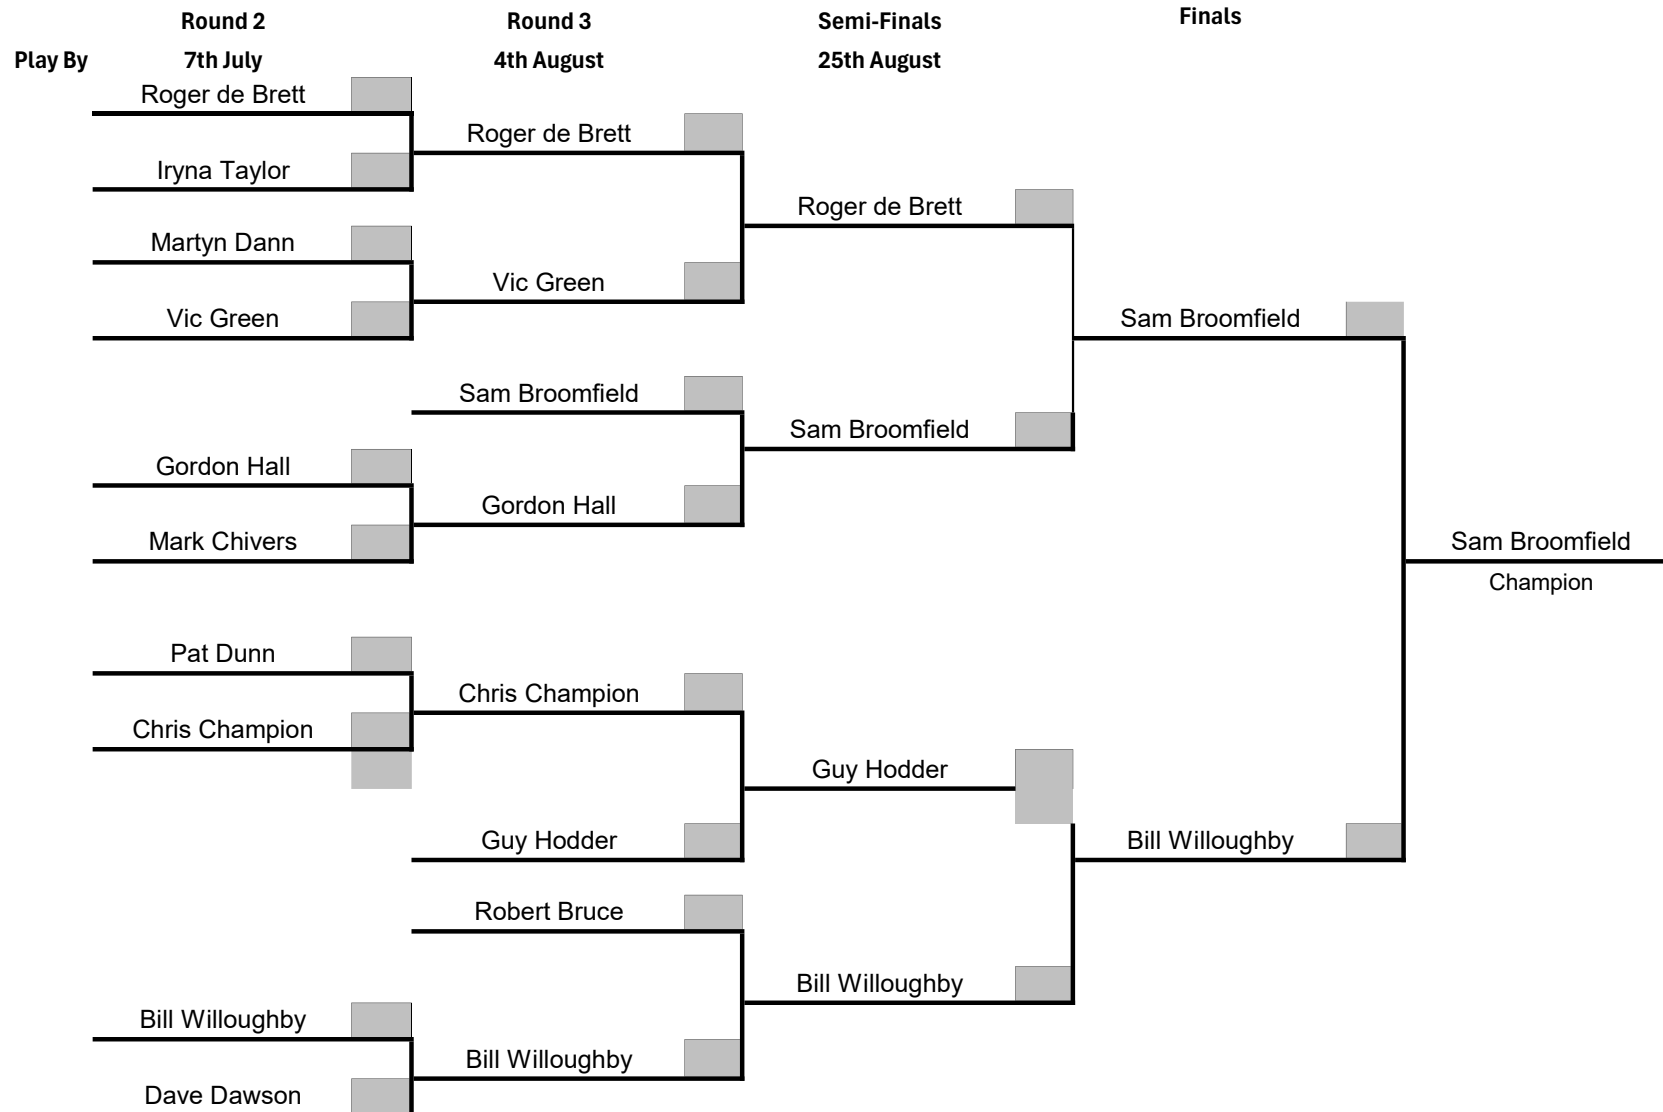 Round 2 Round 3 Semi-Finals Finals
Play By 7th July 4th August 25th August
Roger de Brett
Roger de Brett
Iryna Taylor
Roger de Brett
Martyn Dann
Vic Green
Vic Green
Sam Broomfield
Sam Broomfield
Sam Broomfield
Gordon Hall
Gordon Hall
Mark Chivers
Sam Broomfield
Champion
Pat Dunn
Chris Champion
Chris Champion
Guy Hodder
Guy Hodder
Bill Willoughby
Robert Bruce
Bill Willoughby
Bill Willoughby
Bill Willoughby
Dave Dawson